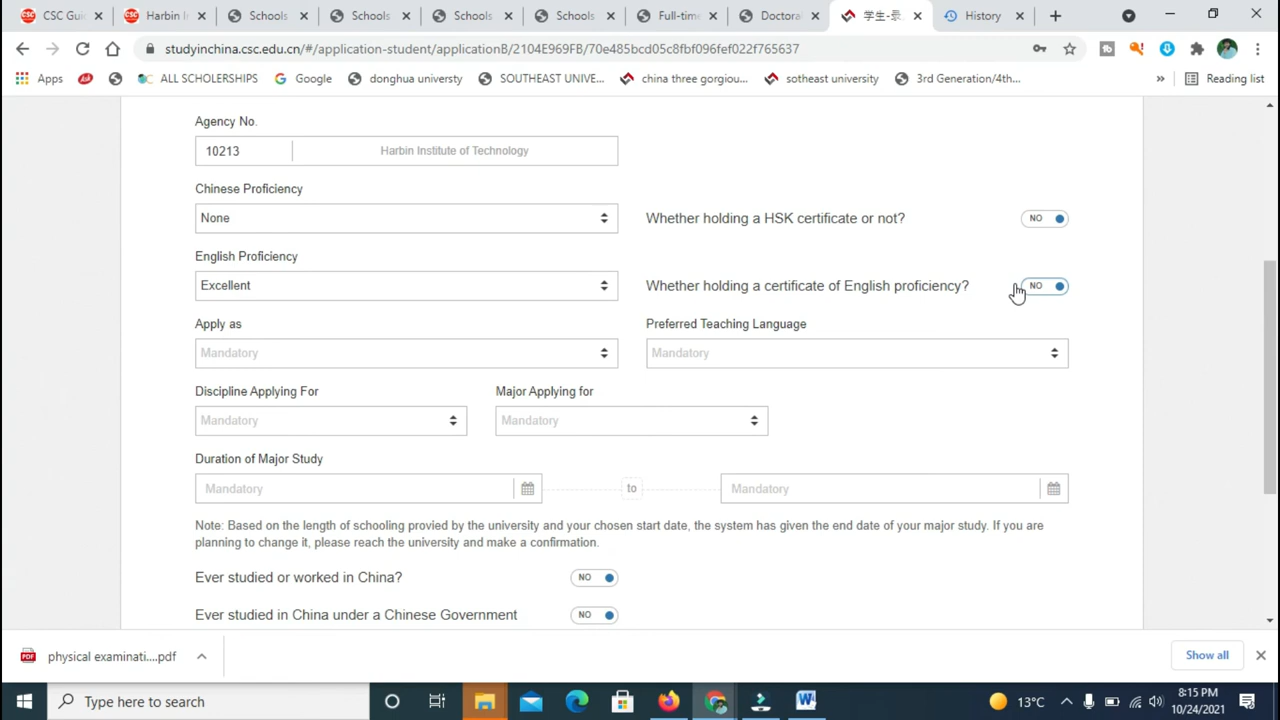 CSC Gui
Harbin I
Schools
Schools
Schools
Schools
Full-tim
Doctora
History
studyinchina.csc.edu.cn/#/application-student/applicationB/2104E969FB/70e485bcd05c8fbf096fef022f765637
Apps
ALL SCHOLERSHIPS
Google
donghua univeristy
SOUTHEAST UNIVE...
china three gorgiou...
sotheast university
3rd Generation/4th...
»
Reading list
Agency No.
10213
Harbin Institute of Technology
Chinese Proficiency
None
Whether holding a HSK certificate or not?
NO
English Proficiency
Excellent
Whether holding a certificate of English proficiency?
NO
Apply as
Preferred Teaching Language
Mandatory
Mandatory
Discipline Applying For
Major Applying for
Mandatory
Mandatory
Duration of Major Study
Mandatory
to
Mandatory
Note: Based on the length of schooling provied by the university and your chosen start date, the system has given the end date of your major study. If you are
planning to change it, please reach the university and make a confirmation.
Ever studied or worked in China?
NO
Ever studied in China under a Chinese Government
NO
PDF
physical examinati....pdf
Show all
Type here to search
13°C
8:15 PM
10/24/2021